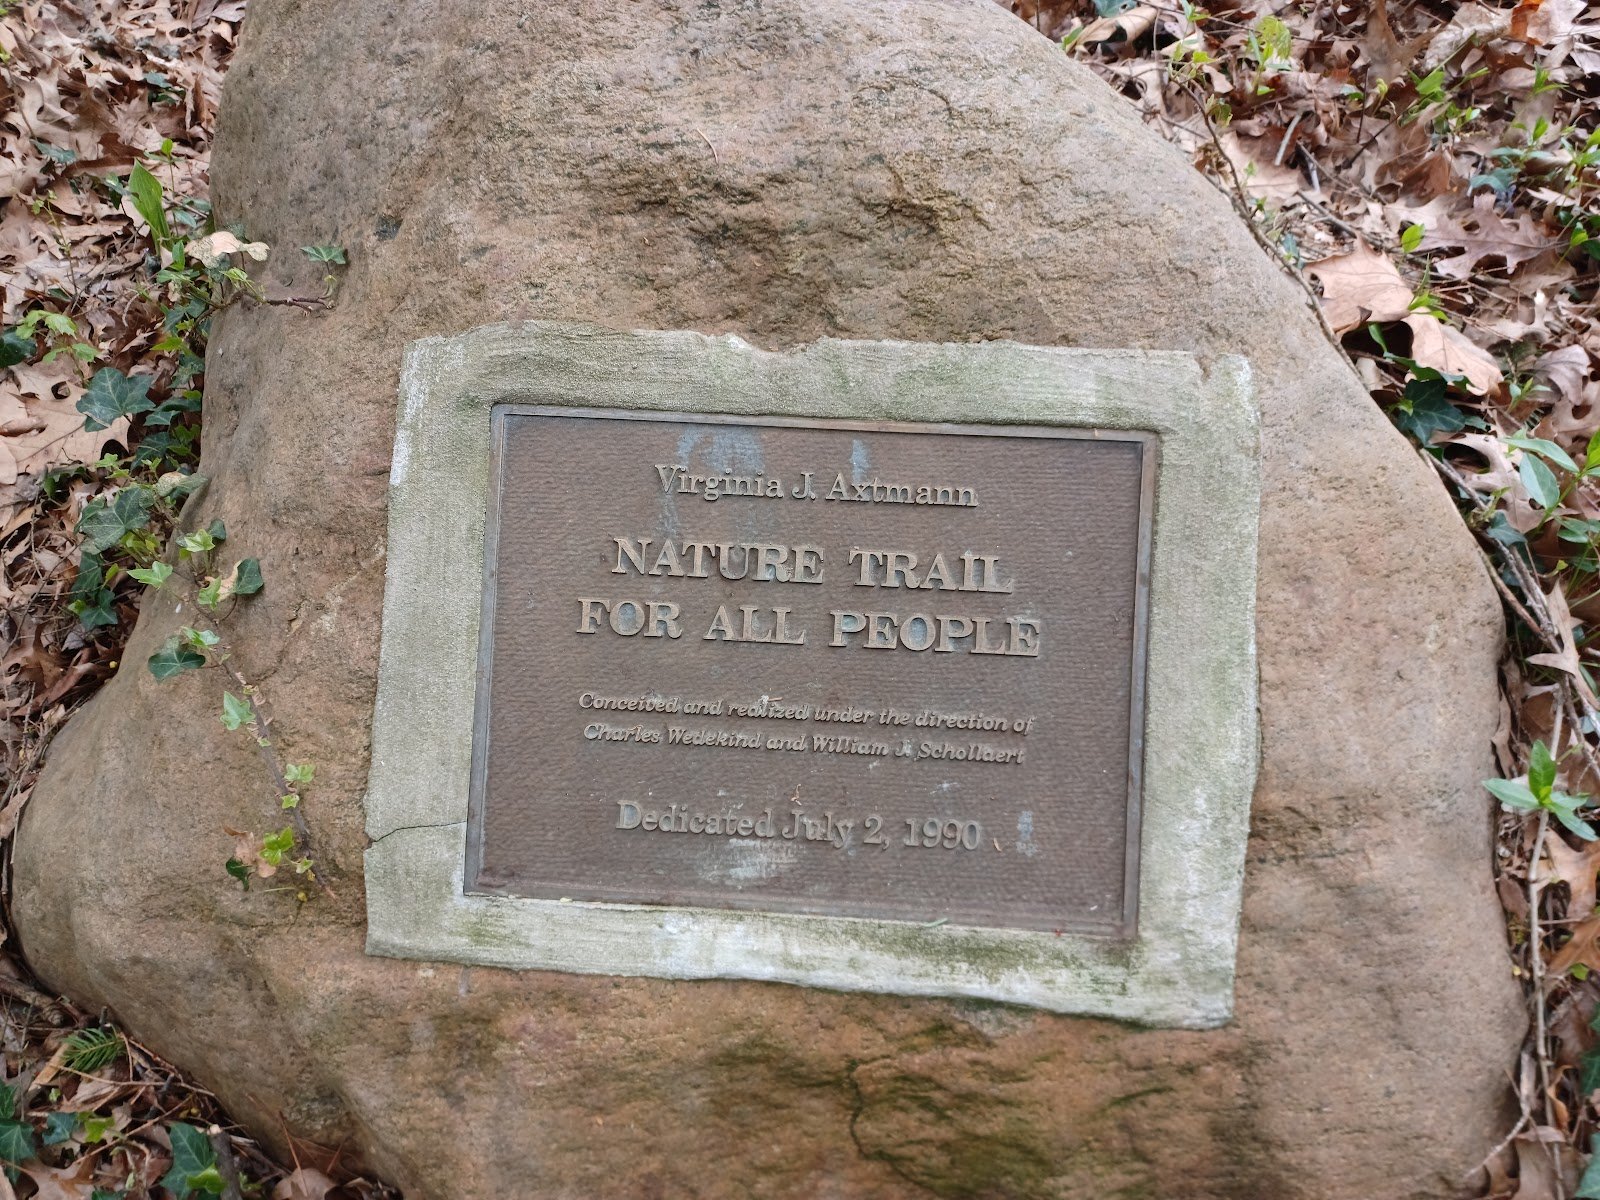 Virginia J. Axtmann
NATURE TRAIL
FOR ALL PEOPLE
Conceived and realized under the direction of
Charles Wedekind and William J. Schollaert
Dedicated July 2, 1990